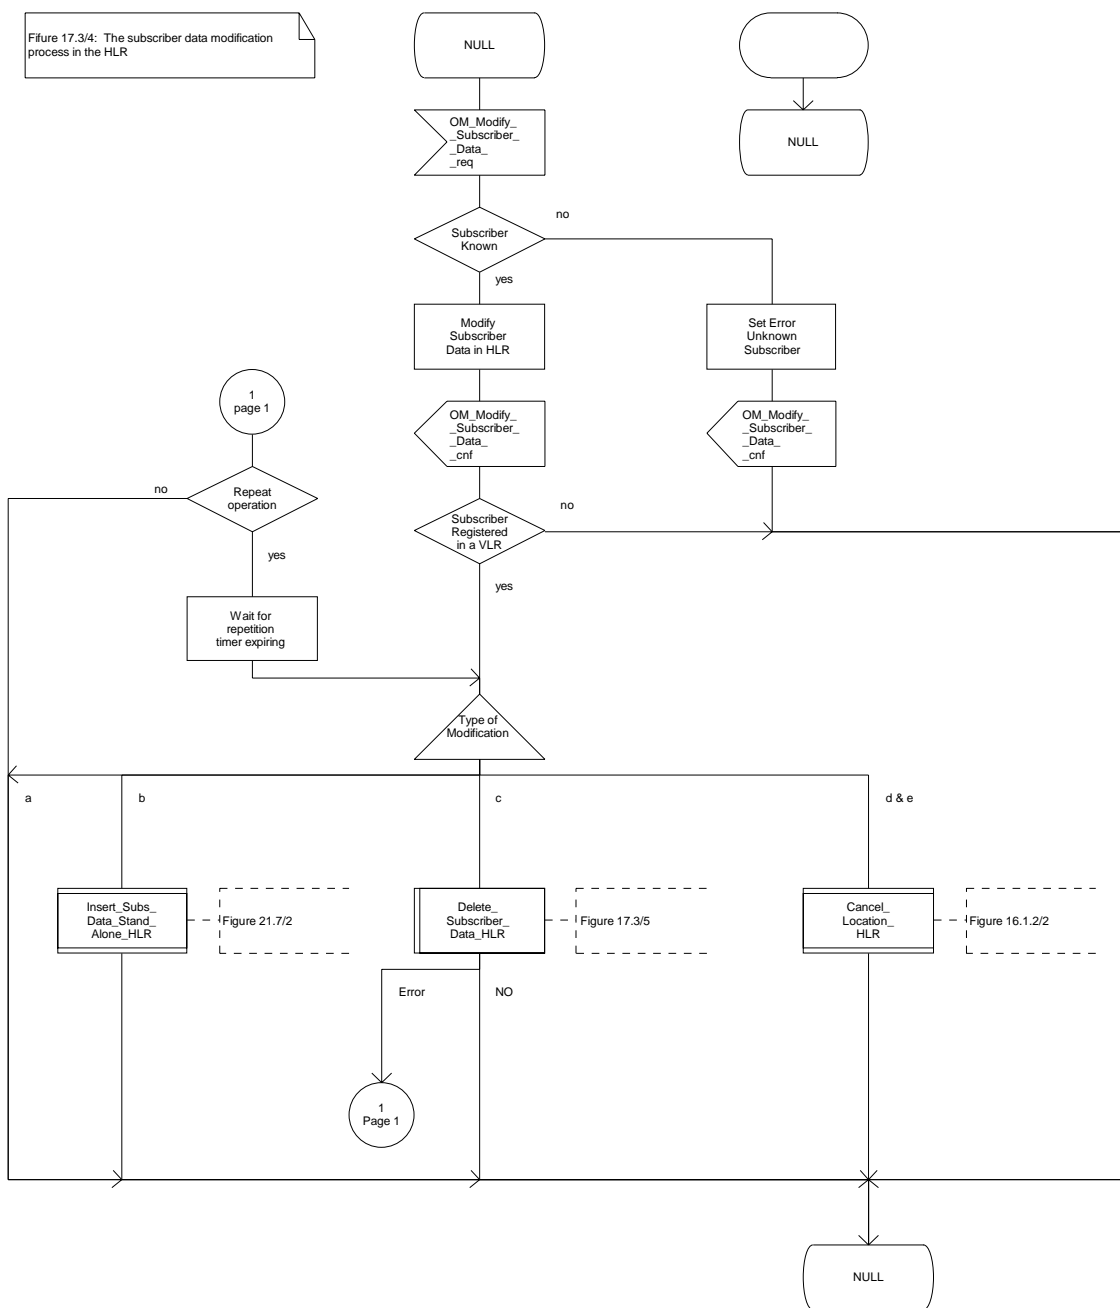 Fifure 17.3/4:  The subscriber data modification
process in the HLR
NULL
NULL
OM_Modify_
_Subscriber_
_Data_
_req
Subscriber
Known
no
yes
Modify
Subscriber
Data in HLR
Set Error
Unknown
Subscriber
1
page 1
OM_Modify_
_Subscriber_
_Data_
_cnf
OM_Modify_
_Subscriber_
_Data_
_cnf
Repeat
operation
no
yes
Subscriber
Registered
in a VLR
no
yes
Wait for
repetition
timer expiring
Type of
Modification
a
b
c
d & e
Insert_Subs_
Data_Stand_
Alone_HLR
Figure 21.7/2
Delete_
Subscriber_
Data_HLR
Figure 17.3/5
Cancel_
Location_
HLR
Figure 16.1.2/2
Error
NO
1
Page 1
NULL